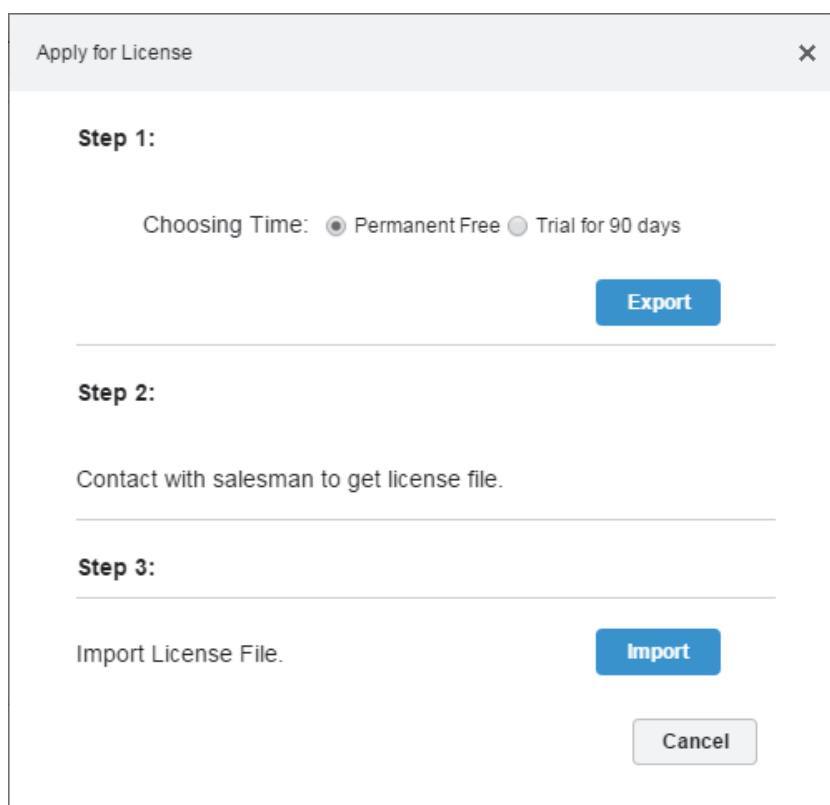 Apply for License
Step 1:
Choosing Time: Permanent Free Trial for 90 days
Export
Step 2:
Contact with salesman to get license file.
Step 3:
Import License File. Import
Cancel